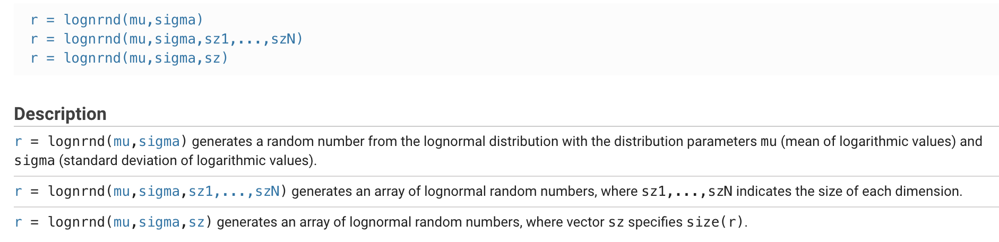 r = lognrnd(mu,sigma)
r = lognrnd(mu,sigma,sz1,...,szN)
r = lognrnd(mu,sigma,sz)
Description
r = lognrnd(mu,sigma) generates a random number from the lognormal distribution with the distribution parameters mu (mean of logarithmic values) and
sigma (standard deviation of logarithmic values).
r = lognrnd(mu,sigma,sz1,...,szN) generates an array of lognormal random numbers, where sz1,...,szN indicates the size of each dimension.
r = lognrnd(mu,sigma,sz) generates an array of lognormal random numbers, where vector sz specifies size(r).